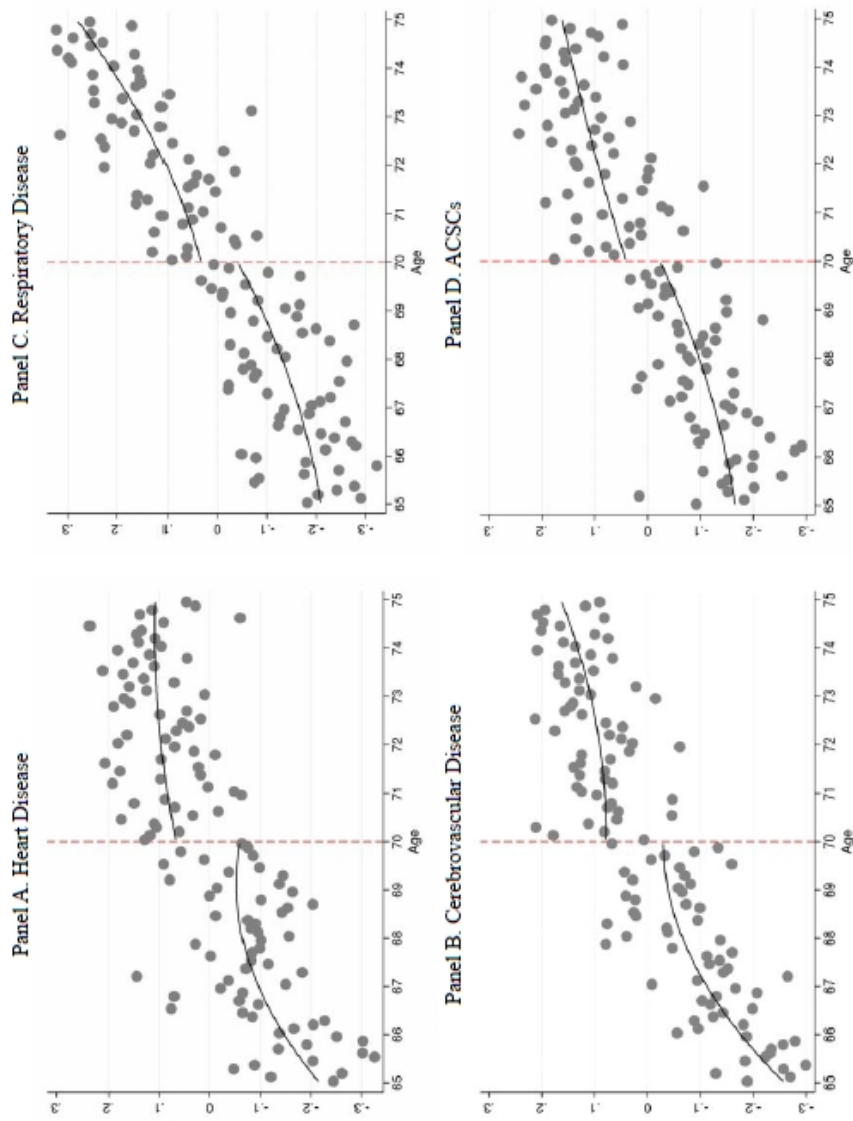 Panel A. Heart Disease
.3
.2
.1
0
-.1
-.2
-.3
65 66 67 68 69 70 71 72 73 74 75
Age
Panel C. Respiratory Disease
.3
.2
.1
0
-.1
-.2
-.3
65 66 67 68 69 70 71 72 73 74 75
Age
Panel B. Cerebrovascular Disease
.3
.2
.1
0
-.1
-.2
-.3
65 66 67 68 69 70 71 72 73 74 75
Age
Panel D. ACSCs
.3
.2
.1
0
-.1
-.2
-.3
65 66 67 68 69 70 71 72 73 74 75
Age